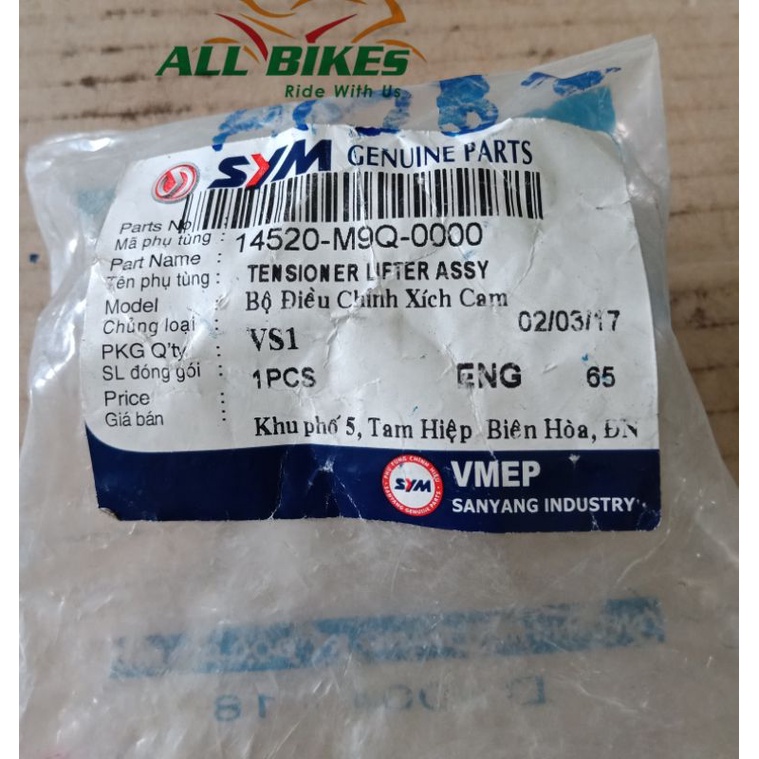 ALL BIKES
Ride With Us
SYM GENUINE PARTS
Parts No :
Mã phụ tùng : 14520-M9Q-0000
Part Name :
Tên phụ tùng : TENSIONER LIFTER ASSY
Model Bộ Điều Chỉnh Xích Cam
Chủng loại : VS1 02/03/17
PKG Q'ty :
SL đóng gói : 1PCS ENG 65
Price :
Giá bán : Khu phố 5, Tam Hiệp Biên Hòa, ĐN
SYM
VMEP
SANYANG INDUSTRY